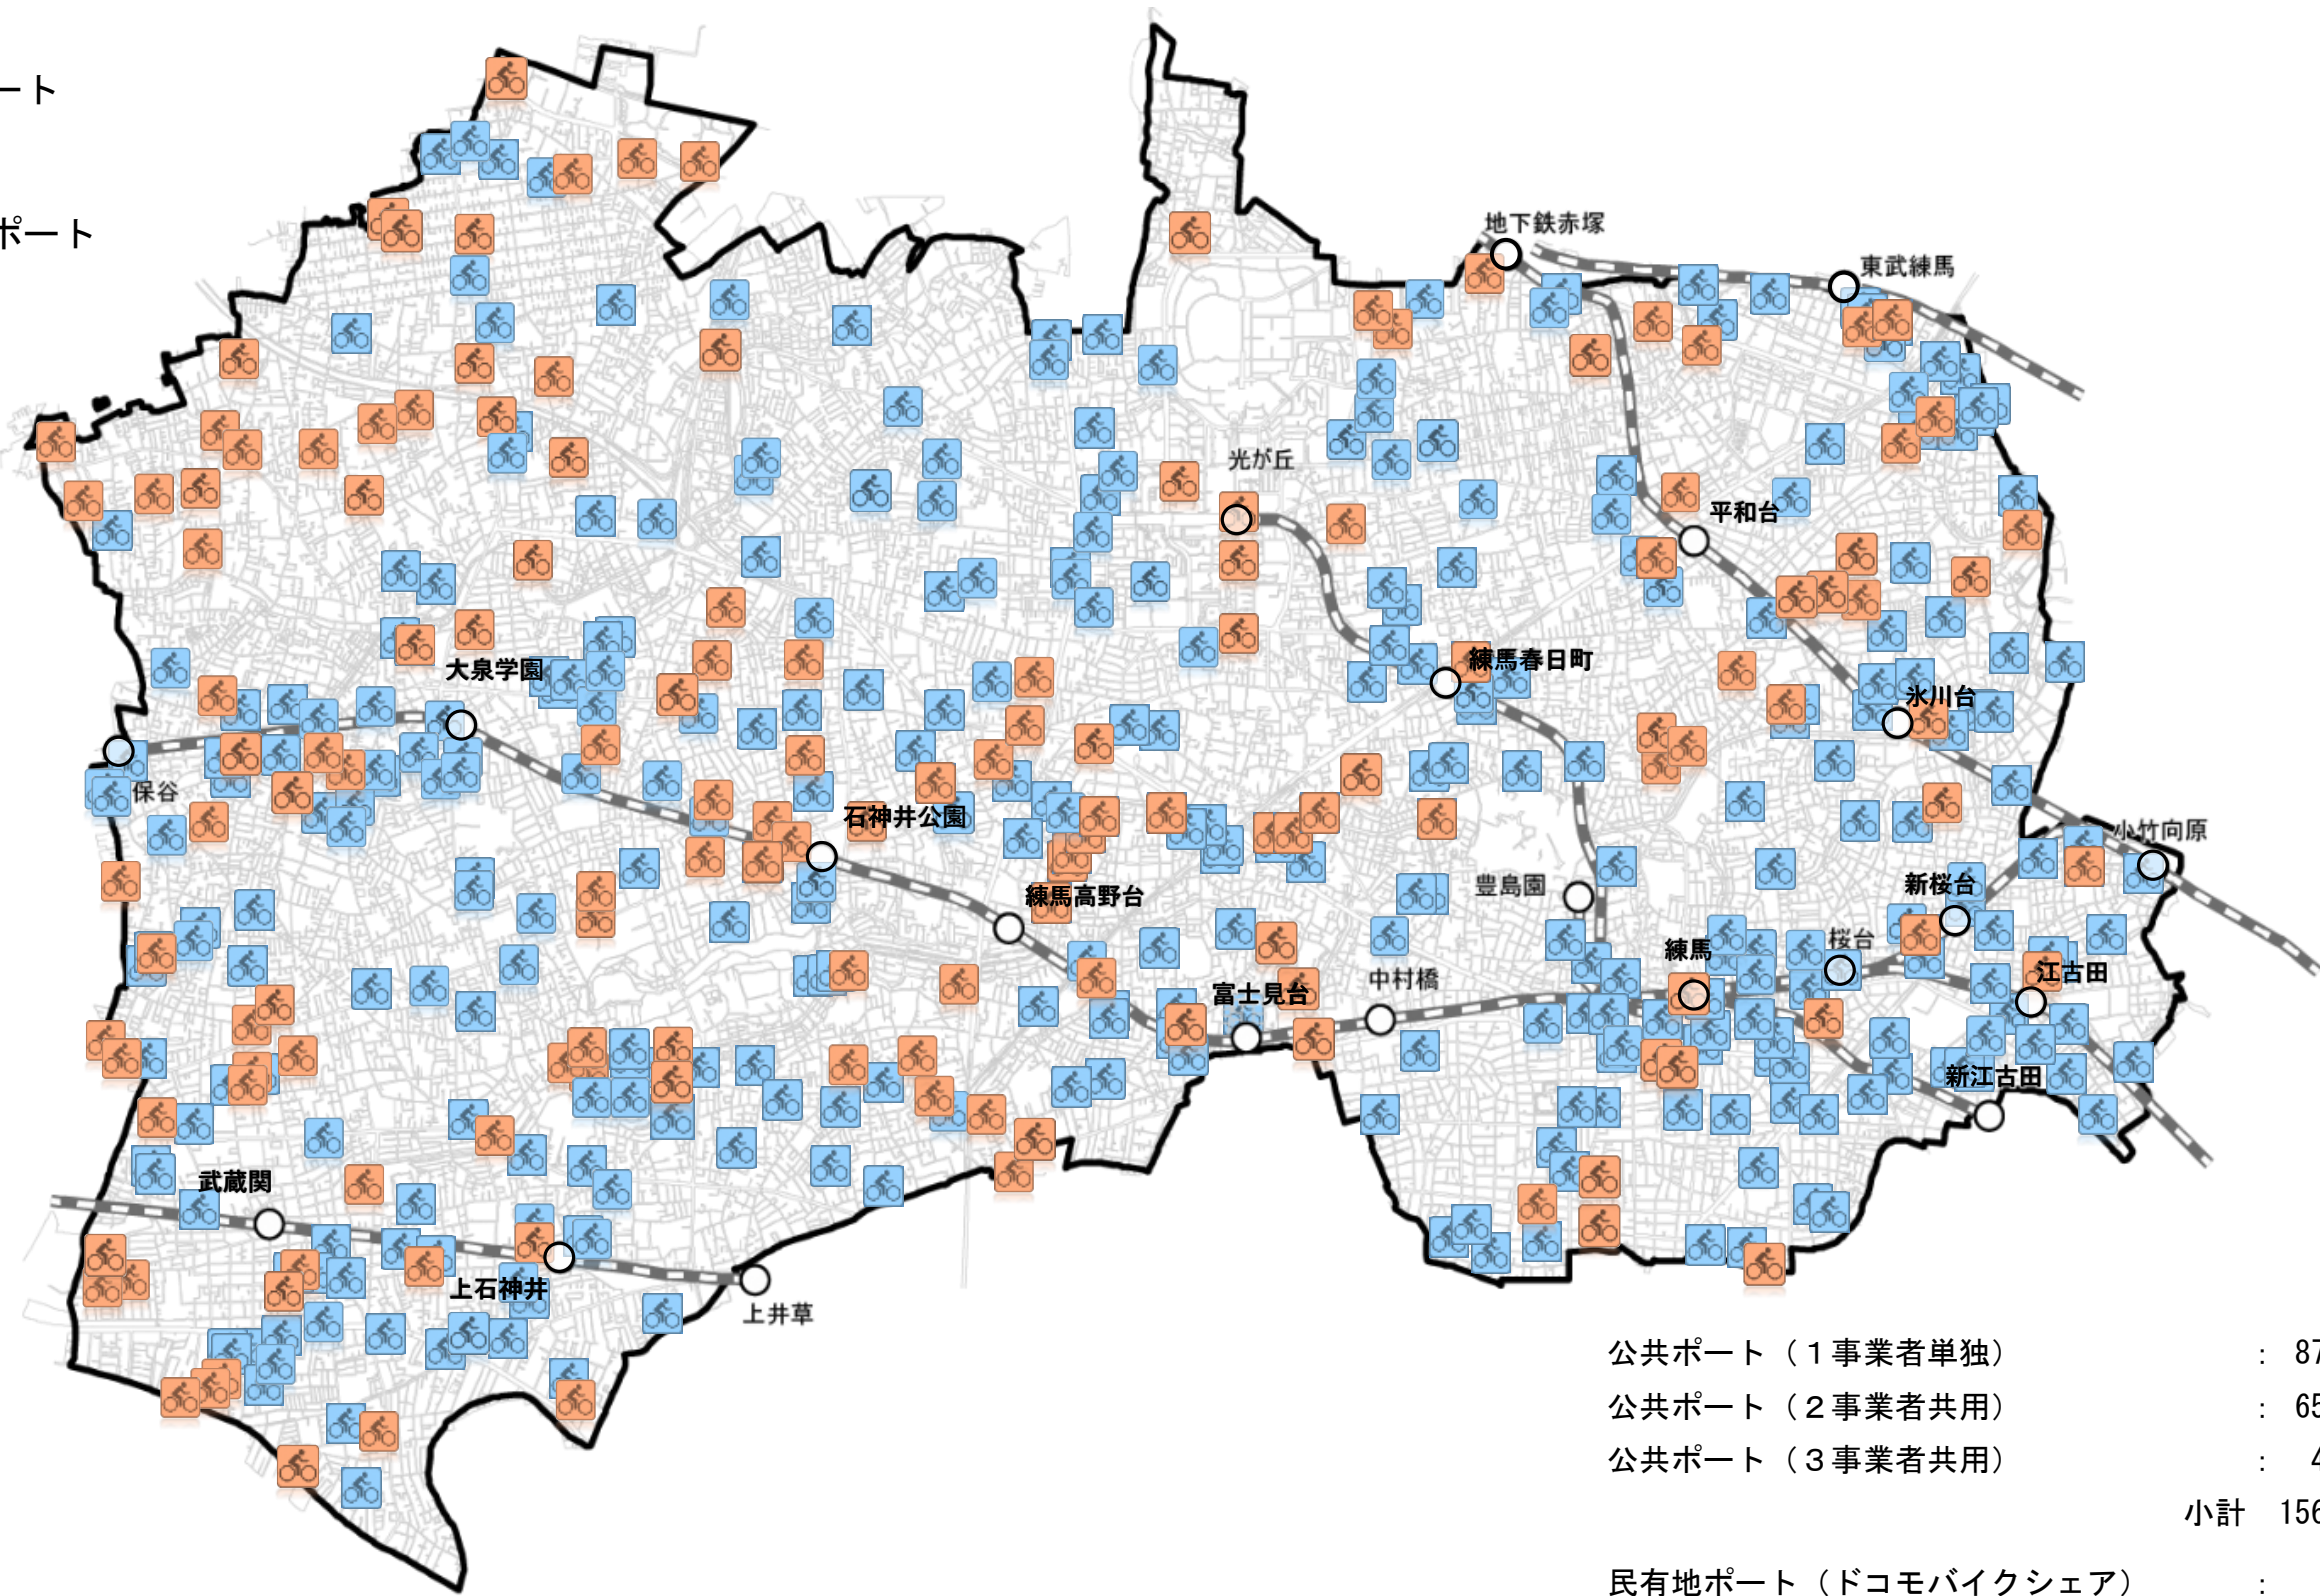 ート
ポート
地下鉄赤塚
東武練馬
光が丘
平和台
大泉学園
練馬春日町
氷川台
保谷
石神井公園
小竹向原
練馬高野台
豊島園
新桜台
練馬
桜台
富士見台
中村橋
江古田
新江古田
武蔵関
上石神井
上井草
公共ポート（１事業者単独） : 87
公共ポート（２事業者共用） : 65
公共ポート（３事業者共用） : 4
小計 156
民有地ポート（ドコモバイクシェア） :